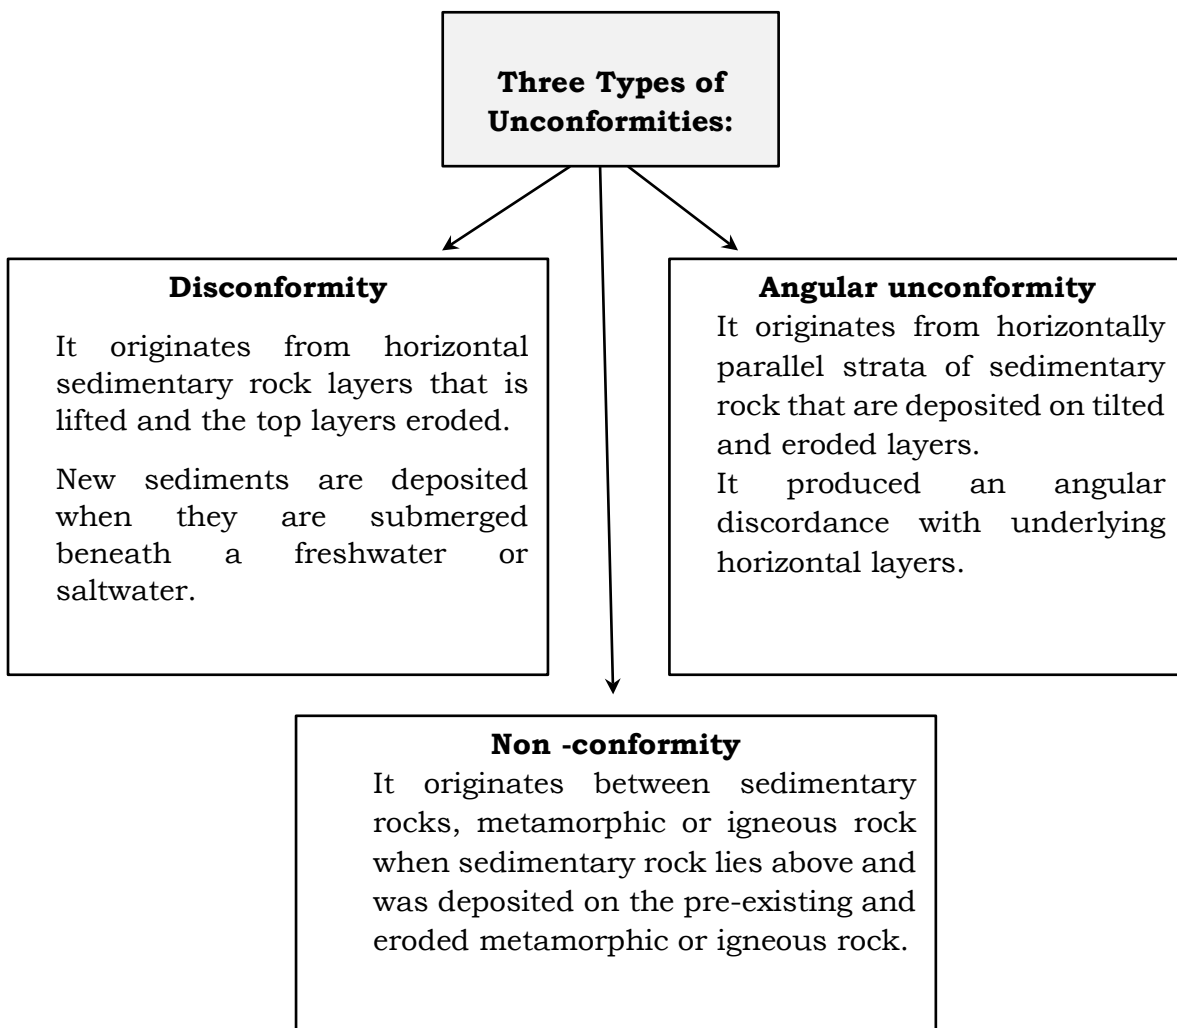 Three Types of
Unconformities:
Disconformity
It originates from horizontal
sedimentary rock layers that is
lifted and the top layers eroded.
New sediments are deposited
when they are submerged
beneath a freshwater or
saltwater.
Angular unconformity
It originates from horizontally
parallel strata of sedimentary
rock that are deposited on tilted
and eroded layers.
It produced an angular
discordance with underlying
horizontal layers.
Non -conformity
It originates between sedimentary
rocks, metamorphic or igneous rock
when sedimentary rock lies above and
was deposited on the pre-existing and
eroded metamorphic or igneous rock.